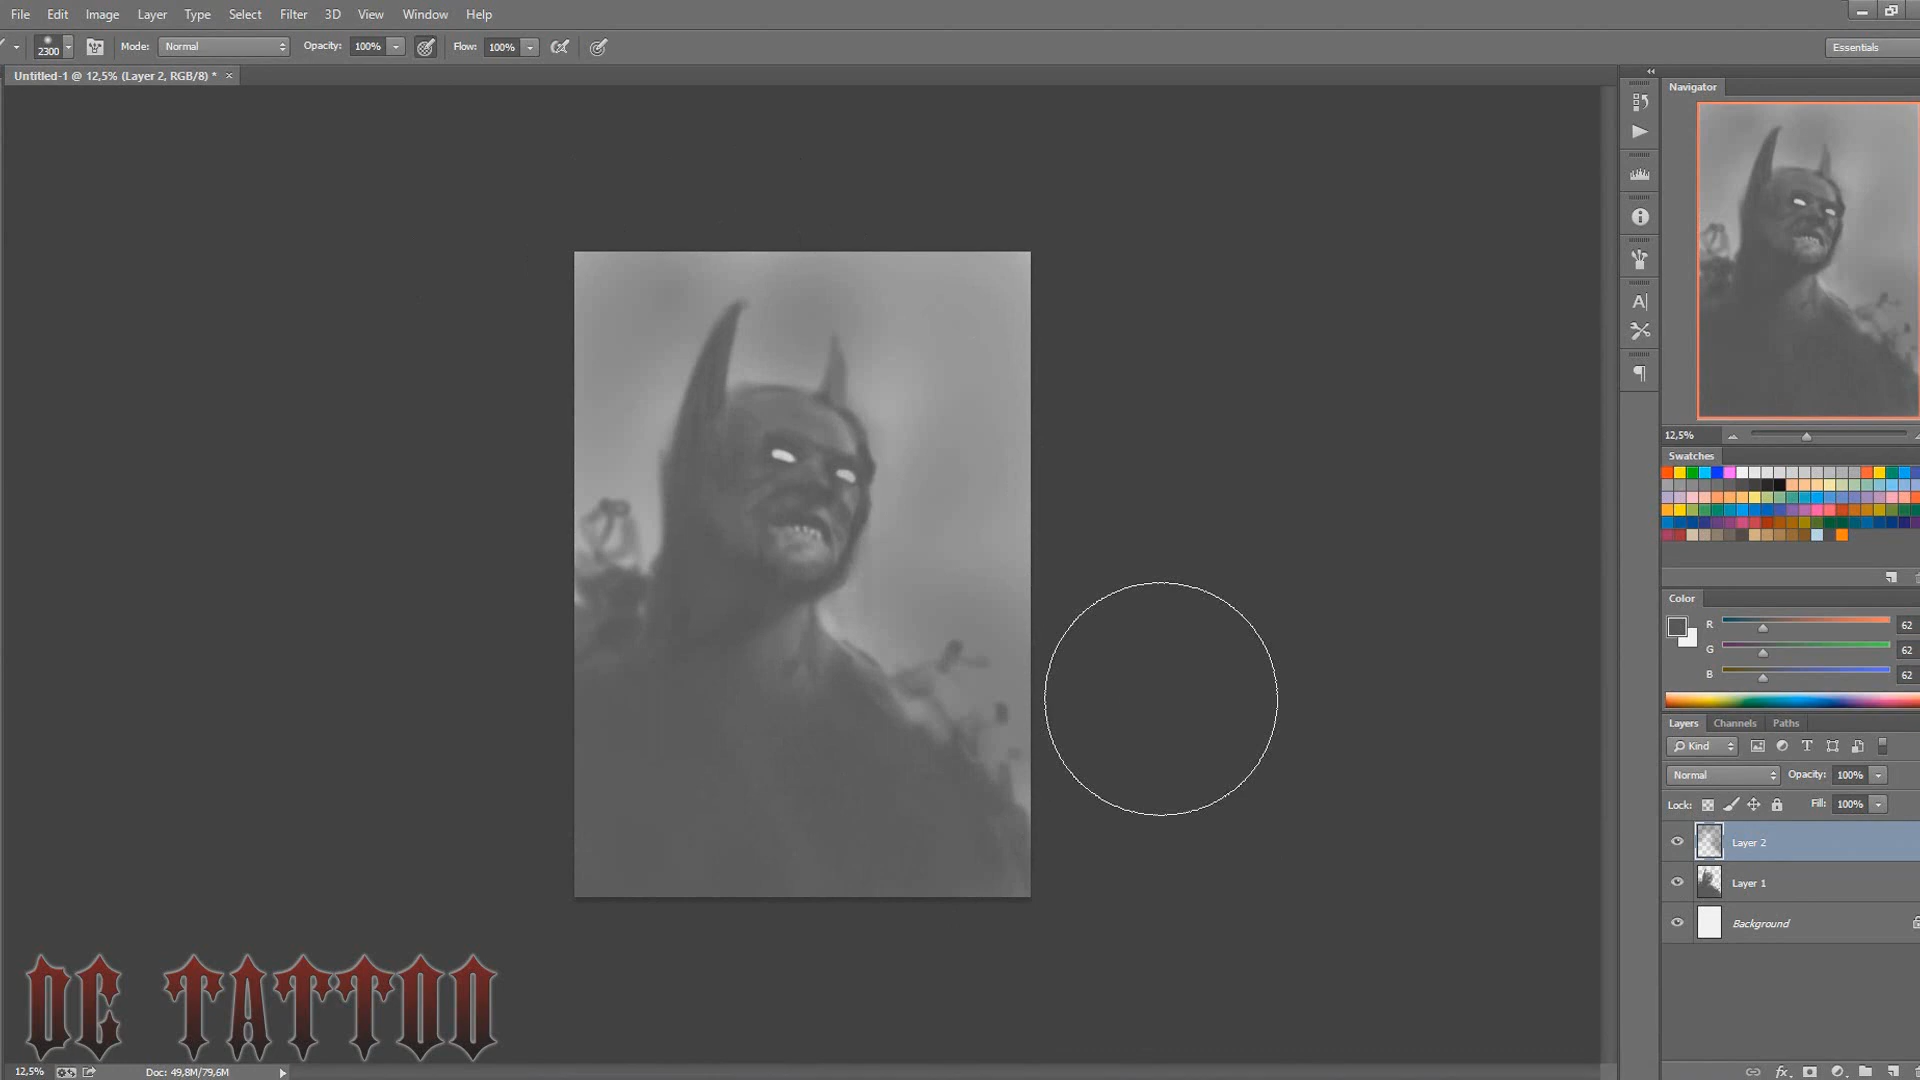 File Edit Image Layer Type Select Filter 3D View Window Help
2300 Mode: Normal Opacity: 100% Flow: 100% Essentials
Untitled-1 @ 12,5% (Layer 2, RGB/8) * ×
Navigator
12,5%
Swatches
Color
R 62
G 62
B 62
Layers Channels Paths
Kind
Normal Opacity: 100%
Lock: Fill: 100%
Layer 2
Layer 1
Background
DE TATTOO
12,5% Doc: 49,8M/79,6M